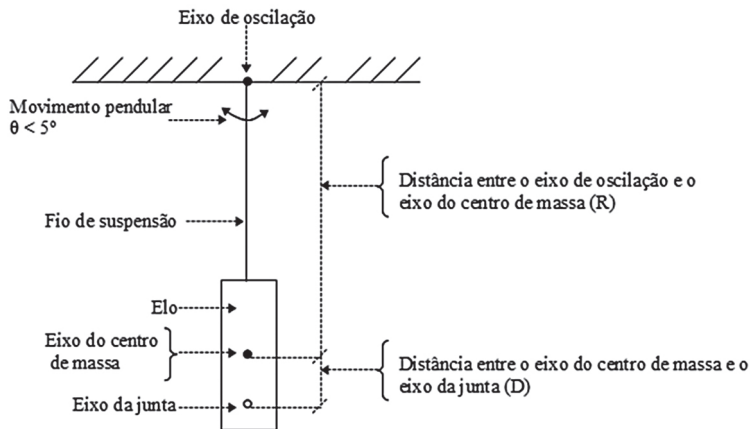 Eixo de oscilação
Movimento pendular
θ < 5º
Distância entre o eixo de oscilação e o
eixo do centro de massa (R)
Fio de suspensão
Elo
Eixo do centro
de massa
Distância entre o eixo do centro de massa e o
eixo da junta (D)
Eixo da junta